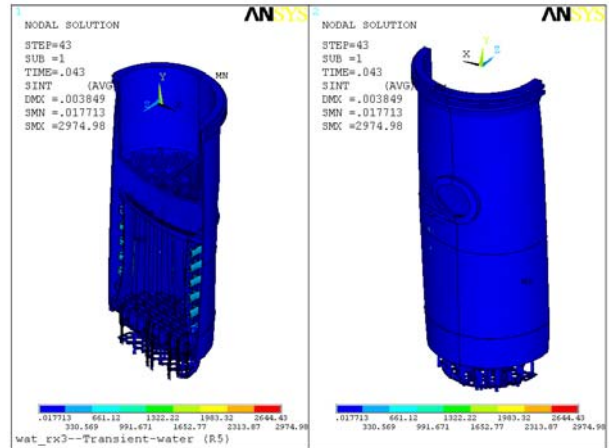 1
ANSYS
NODAL SOLUTION
STEP=43
SUB =1
TIME=.043
SINT (AVG)
DMX =.003849
SMN =.017713
SMX =2974.98
MN
Y
.017713 661.12 1322.22 1983.32 2644.43
330.569 991.671 1652.77 2313.87 2974.98
wat_rx3--Transient-water (R5)
2
ANSYS
NODAL SOLUTION
STEP=43
SUB =1
TIME=.043
SINT (AVG)
DMX =.003849
SMN =.017713
SMX =2974.98
X
.017713 661.12 1322.22 1983.32 2644.43
330.569 991.671 1652.77 2313.87 2974.98